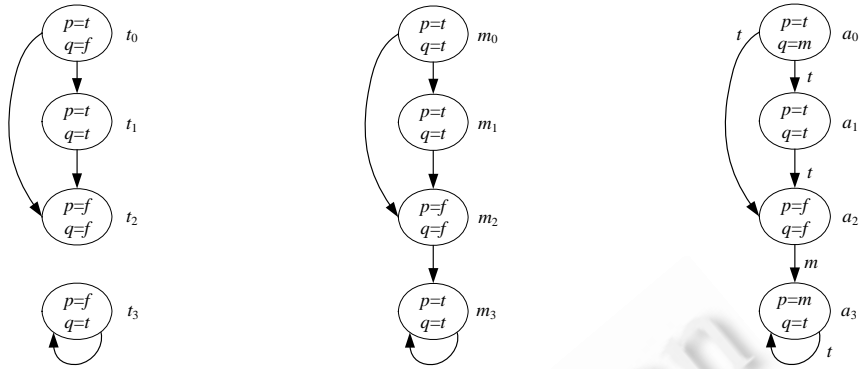 p=t
q=f
t0
p=t
q=t
t1
p=f
q=f
t2
p=f
q=t
t3
p=t
q=t
m0
p=t
q=t
m1
p=f
q=f
m2
p=t
q=t
m3
t
p=t
q=m
a0
t
p=t
q=t
a1
t
p=f
q=f
a2
m
p=m
q=t
a3
t